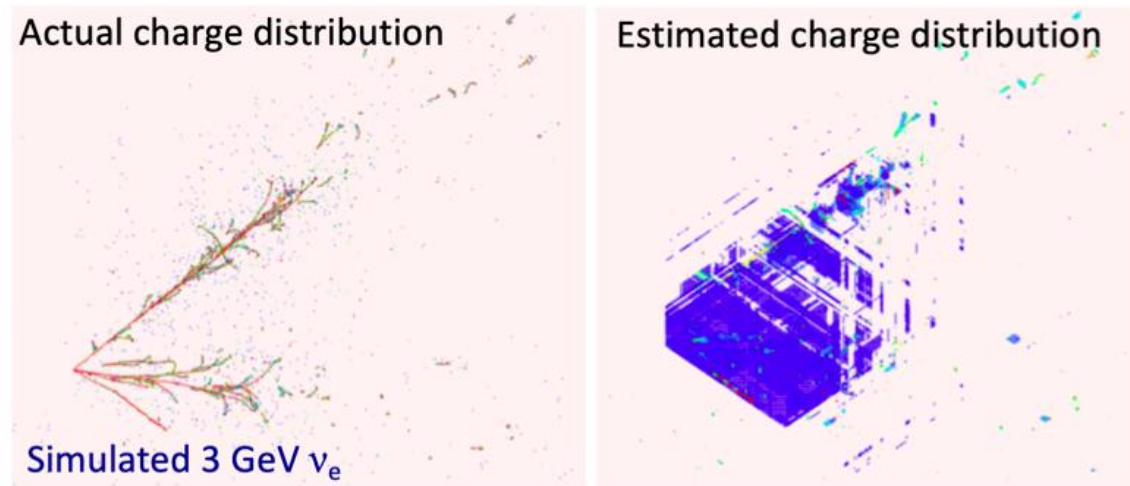 Actual charge distribution
Estimated charge distribution
Simulated 3 GeV νe